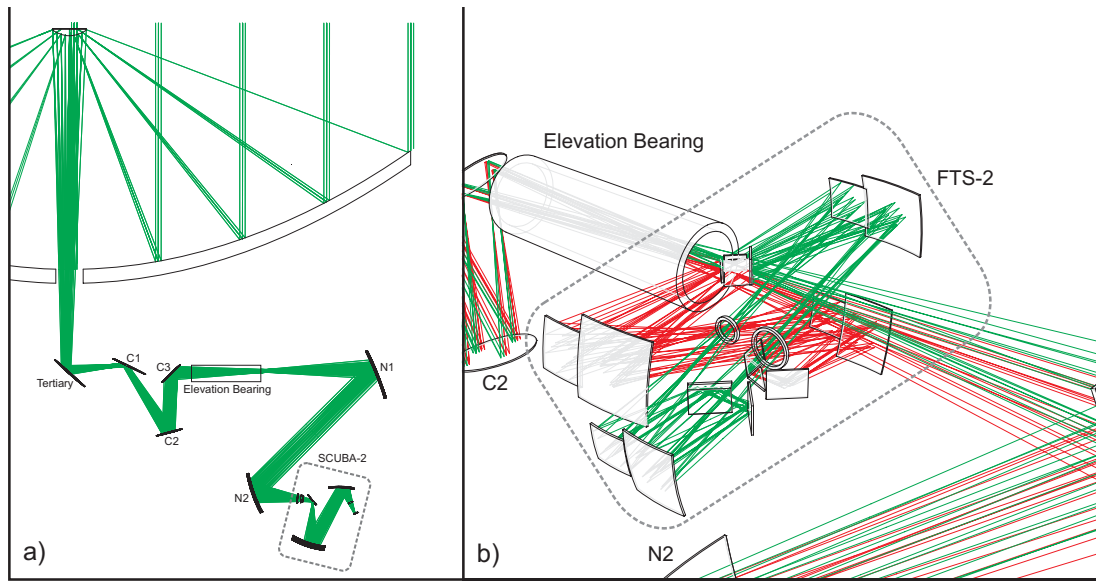 Tertiary
C1
C3
Elevation Bearing
C2
N1
N2
SCUBA-2
a)
Elevation Bearing
FTS-2
C2
N2
b)